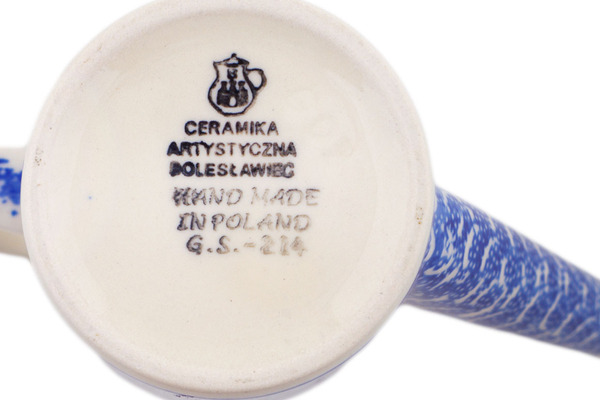 CERAMIKA
ARTYSTYCZNA
BOLESŁAWIEC
HAND MADE
IN POLAND
G.S.-214